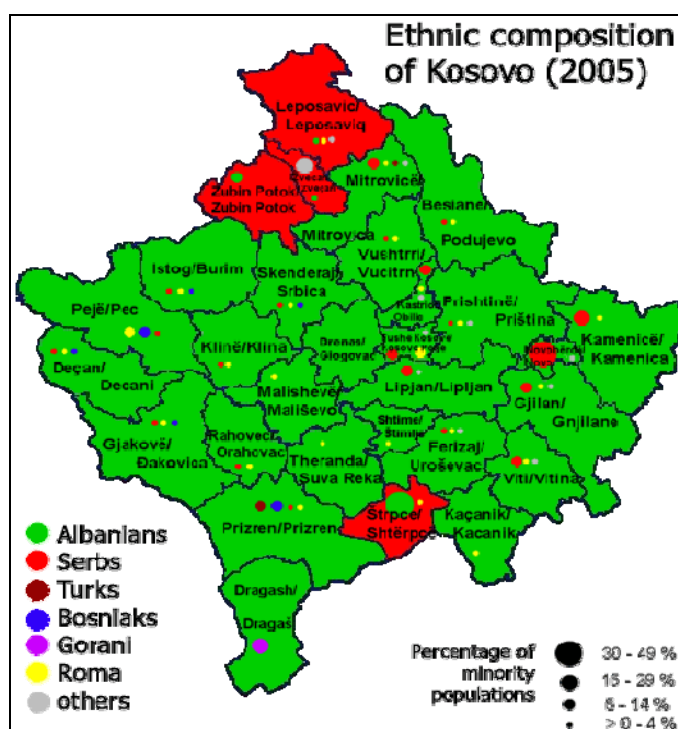 Ethnic composition
of Kosovo (2005)
Leposavic/
Leposaviq
Zubin Potok/
Zubin Potok
Mitrovicë/
Mitrovica
Besiane/
Podujevo
Vushtrri/
Vucitrn
Istog/Burim
Skenderaj/
Srbica
Pejë/Pec
Obilic
Prishtinë/
Priština
Kamenicë/
Kamenica
Klinë/Klina
Drenas/
Glogovac
Deçan/
Decani
Malishevë/
Mališevo
Lipjan/Lipljan
Gjilan/
Gnjilane
Shtime/
Gjakovë/
Đakovica
Rahovec/
Orahovac
Theranda/
Suva Reka
Ferizaj/
Uroševac
Viti/Vitina
Prizren/Prizren
Štrpce/
Shtërpcë
Kaçanik/
Kacanik
Dragash/
Dragaš
Albanians
Serbs
Turks
Bosniaks
Gorani
Roma
others
Percentage of
minority
populations
30 - 49 %
15 - 29 %
5 - 14 %
> 0 - 4 %